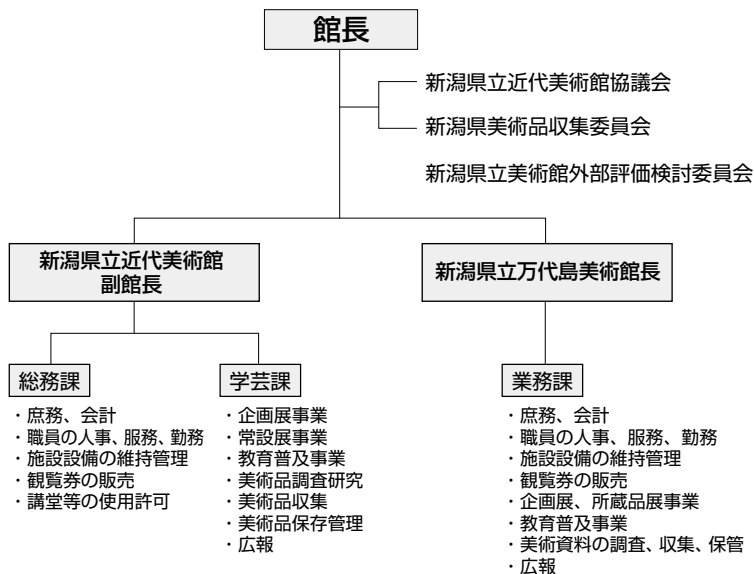 館長
新潟県立近代美術館協議会
新潟県美術品収集委員会
新潟県立美術館外部評価検討委員会
新潟県立近代美術館
副館長
新潟県立万代島美術館長
総務課
・庶務、会計
・職員の人事、服務、勤務
・施設設備の維持管理
・観覧券の販売
・講堂等の使用許可
学芸課
・企画展事業
・常設展事業
・教育普及事業
・美術品調査研究
・美術品収集
・美術品保存管理
・広報
業務課
・庶務、会計
・職員の人事、服務、勤務
・施設設備の維持管理
・観覧券の販売
・企画展、所蔵品展事業
・教育普及事業
・美術資料の調査、収集、保管
・広報